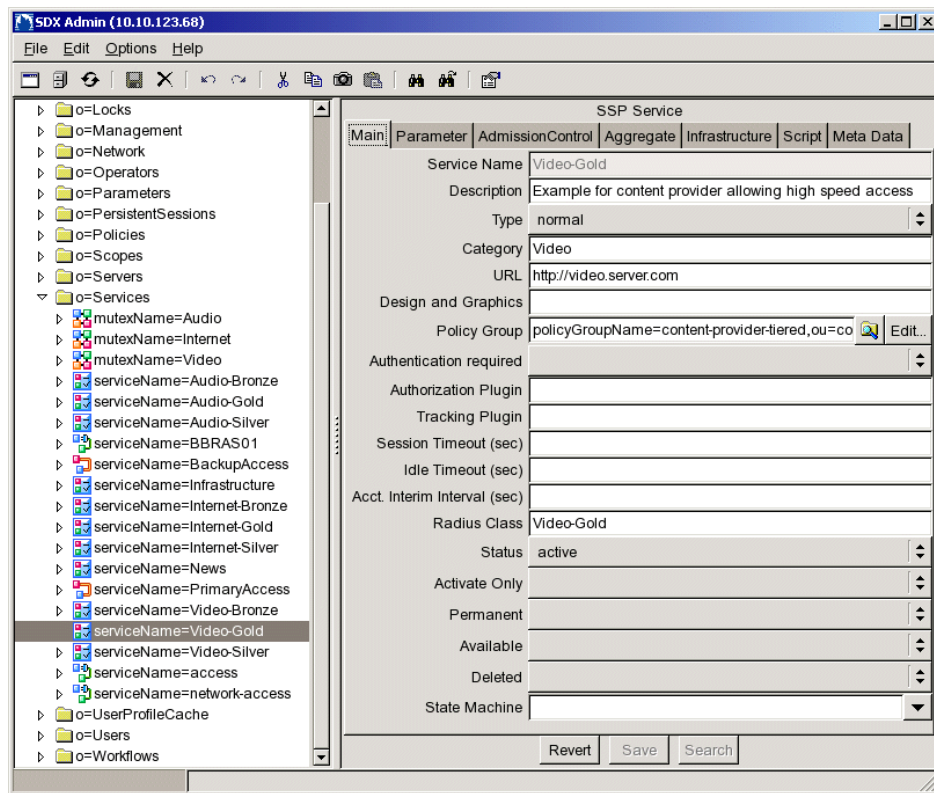 SDX Admin (10.10.123.68)
File Edit Options Help
o=Locks
o=Management
o=Network
o=Operators
o=Parameters
o=PersistentSessions
o=Policies
o=Scopes
o=Servers
o=Services
mutexName=Audio
mutexName=Internet
mutexName=Video
serviceName=Audio-Bronze
serviceName=Audio-Gold
serviceName=Audio-Silver
serviceName=BBRAS01
serviceName=BackupAccess
serviceName=Infrastructure
serviceName=Internet-Bronze
serviceName=Internet-Gold
serviceName=Internet-Silver
serviceName=News
serviceName=PrimaryAccess
serviceName=Video-Bronze
serviceName=Video-Gold
serviceName=Video-Silver
serviceName=access
serviceName=network-access
o=UserProfileCache
o=Users
o=Workflows
SSP Service
Main Parameter AdmissionControl Aggregate Infrastructure Script Meta Data
Service Name Video-Gold
Description Example for content provider allowing high speed access
Type normal
Category Video
URL http://video.server.com
Design and Graphics
Policy Group policyGroupName=content-provider-tiered,ou=co Edit...
Authentication required
Authorization Plugin
Tracking Plugin
Session Timeout (sec)
Idle Timeout (sec)
Acct. Interim Interval (sec)
Radius Class Video-Gold
Status active
Activate Only
Permanent
Available
Deleted
State Machine
Revert Save Search